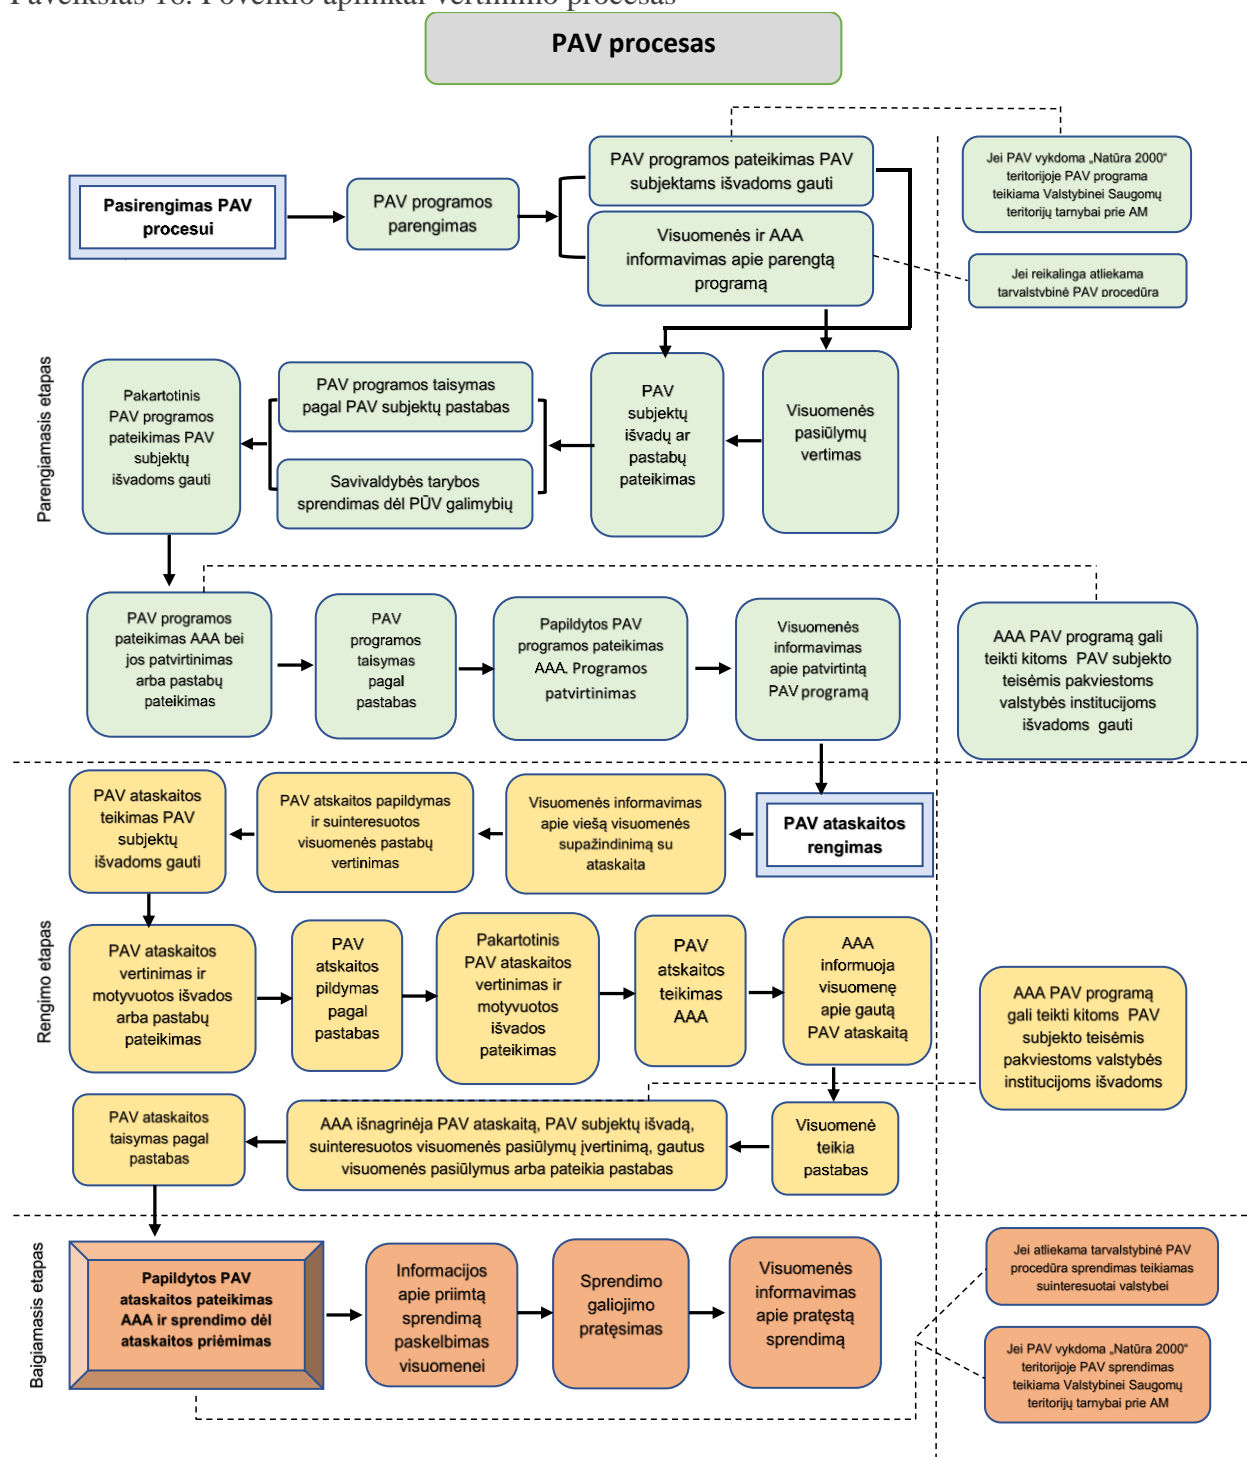 Paveikslas 18. Poveikio aplinkai vertinimo procesas
PAV procesas
Pasirengimas PAV
procesui
PAV programos
parengimas
PAV programos pateikimas PAV
subjektams išvadoms gauti
Visuomenės ir AAA
informavimas apie parengtą
programą
Jei PAV vykdoma „Natūra 2000“
teritorijoje PAV programa
teikiama Valstybinei Saugomų
teritorijų tarnybai prie AM
Jei reikalinga atliekama
tarvalstybinė PAV procedūra
Parengiamasis etapas
Pakartotinis
PAV programos
pateikimas PAV
subjektų
išvadoms gauti
PAV programos taisymas
pagal PAV subjektų pastabas
Savivaldybės tarybos
sprendimas dėl PŪV galimybių
PAV
subjektų
išvadų ar
pastabų
pateikimas
Visuomenės
pasiūlymų
vertimas
PAV programos
pateikimas AAA bei
jos patvirtinimas
arba pastabų
pateikimas
PAV
programos
taisymas
pagal
pastabas
Papildytos PAV
programos pateikimas
AAA. Programos
patvirtinimas
Visuomenės
informavimas
apie patvirtintą
PAV programą
AAA PAV programą gali
teikti kitoms PAV subjekto
teisėmis pakviestoms
valstybės institucijoms
išvadoms gauti
Rengimo etapas
PAV ataskaitos
teikimas PAV
subjektų
išvadoms gauti
PAV atskaitos papildymas
ir suinteresuotos
visuomenės pastabų
vertinimas
Visuomenės informavimas
apie viešą visuomenės
supažindinimą su
ataskaita
PAV ataskaitos
rengimas
PAV ataskaitos
vertinimas ir
motyvuotos išvados
arba pastabų
pateikimas
PAV
atskaitos
pildymas
pagal
pastabas
Pakartotinis
PAV ataskaitos
vertinimas ir
motyvuotos
išvados
pateikimas
PAV
atskaitos
teikimas
AAA
AAA
informuoja
visuomenę
apie gautą
PAV ataskaitą
AAA PAV programą
gali teikti kitoms PAV
subjekto teisėmis
pakviestoms valstybės
institucijoms išvadoms
PAV ataskaitos
taisymas pagal
pastabas
AAA išnagrinėja PAV ataskaitą, PAV subjektų išvadą,
suinteresuotos visuomenės pasiūlymų įvertinimą, gautus
visuomenės pasiūlymus arba pateikia pastabas
Visuomenė
teikia
pastabas
Baigiamasis etapas
Papildytos PAV
ataskaitos pateikimas
AAA ir sprendimo dėl
ataskaitos priėmimas
Informacijos
apie priimtą
sprendimą
paskelbimas
visuomenei
Sprendimo
galiojimo
pratęsimas
Visuomenės
informavimas
apie pratęstą
sprendimą
Jei atliekama tarvalstybinė PAV
procedūra sprendimas teikiamas
suinteresuotai valstybei
Jei PAV vykdoma „Natūra 2000“
teritorijoje PAV sprendimas
teikiama Valstybinei Saugomų
teritorijų tarnybai prie AM